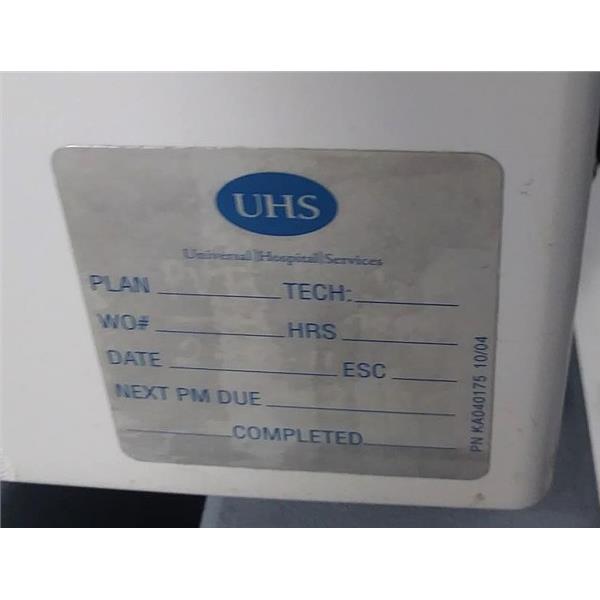 UHS
Universal Hospital Services
PLAN TECH:
WO# HRS
DATE ESC
NEXT PM DUE
COMPLETED
PN KA040175 10/04